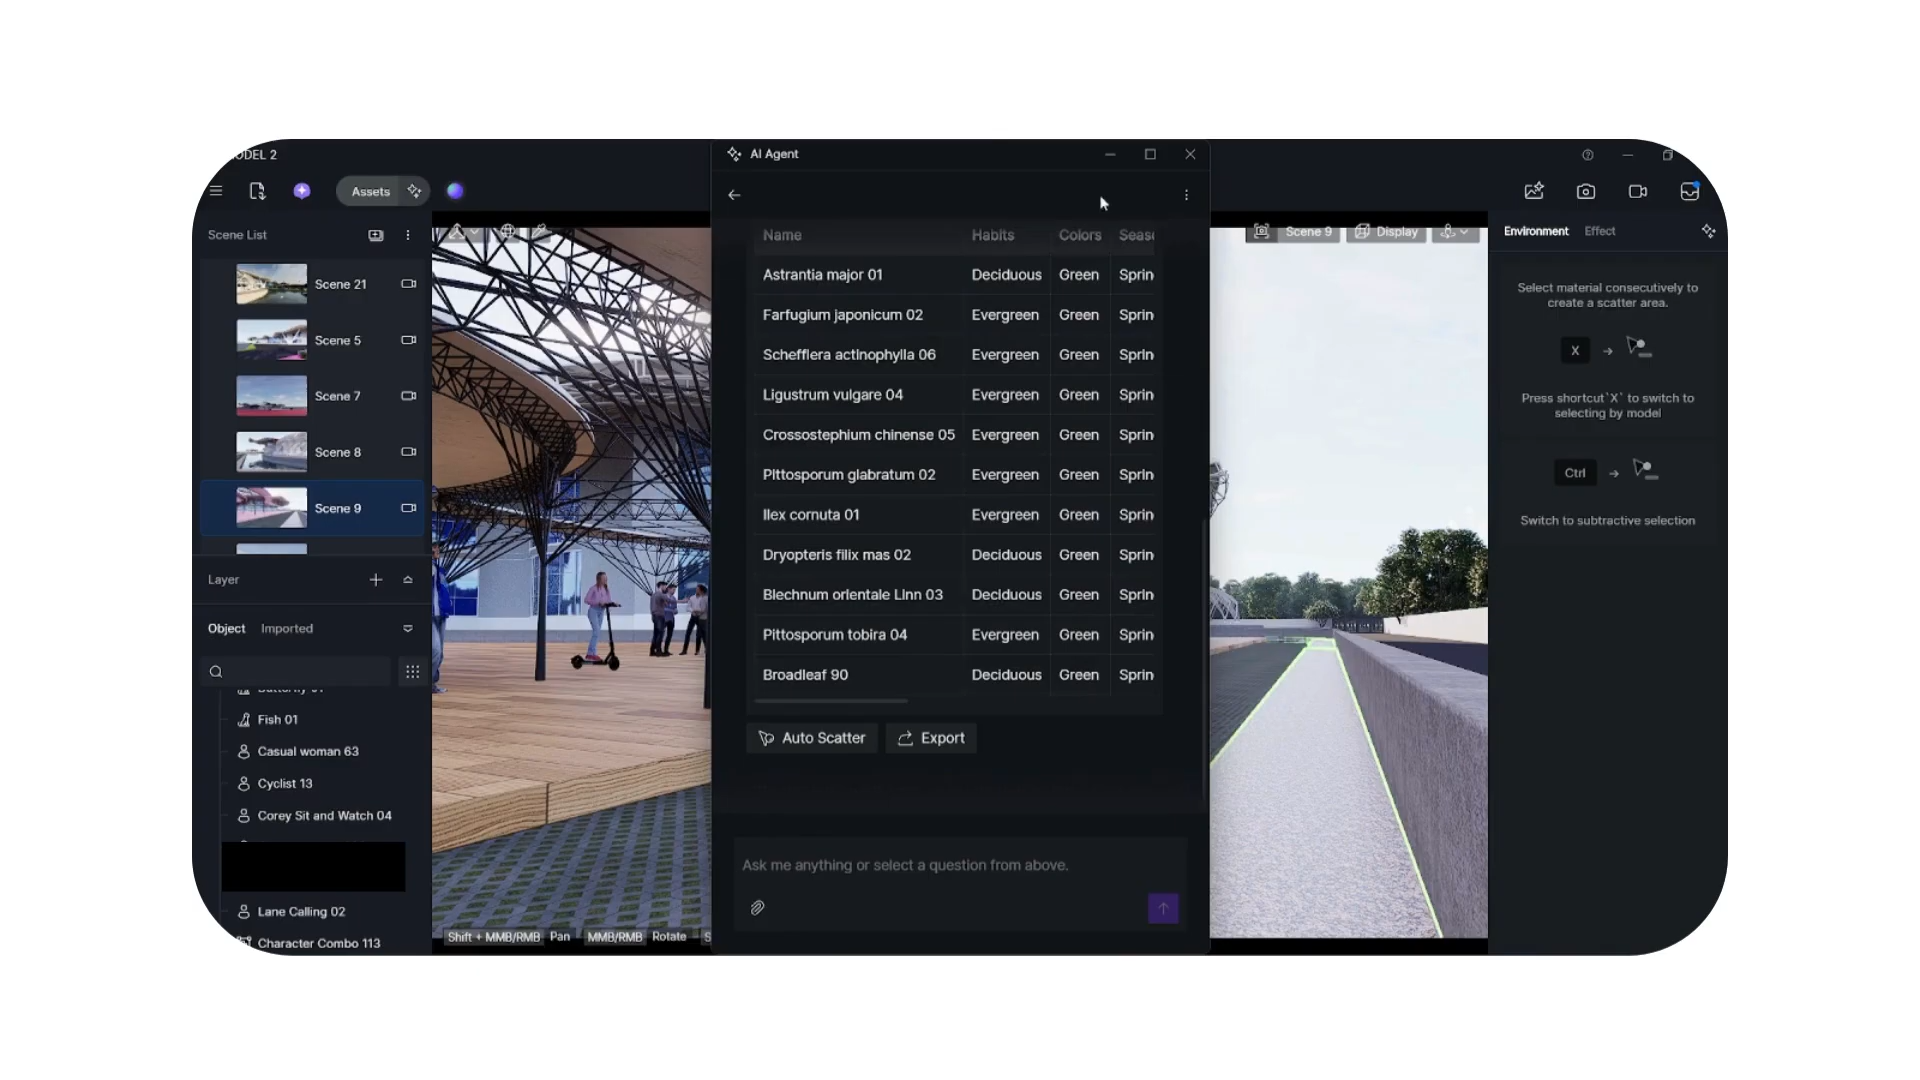 ODEL 2
Assets
Scene List
Scene 21
Scene 5
Scene 7
Scene 8
Scene 9
Layer
Object Imported
Fish 01
Casual woman 63
Cyclist 13
Corey Sit and Watch 04
Lane Calling 02
Character Combo 113
Shift + MMB/RMB Pan MMB/RMB Rotate S
AI Agent
Name Habits Colors Seas
Astrantia major 01 Deciduous Green Sprin
Farfugium japonicum 02 Evergreen Green Sprin
Schefflera actinophylla 06 Evergreen Green Sprin
Ligustrum vulgare 04 Evergreen Green Sprin
Crossostephium chinense 05 Evergreen Green Sprin
Pittosporum glabratum 02 Evergreen Green Sprin
Ilex cornuta 01 Evergreen Green Sprin
Dryopteris filix mas 02 Deciduous Green Sprin
Blechnum orientale Linn 03 Deciduous Green Sprin
Pittosporum tobira 04 Evergreen Green Sprin
Broadleaf 90 Deciduous Green Sprin
Auto Scatter Export
Ask me anything or select a question from above.
Scene 9 Display
Environment Effect
Select material consecutively to
create a scatter area.
X
Press shortcut`X` to switch to
selecting by model
Ctrl
Switch to subtractive selection